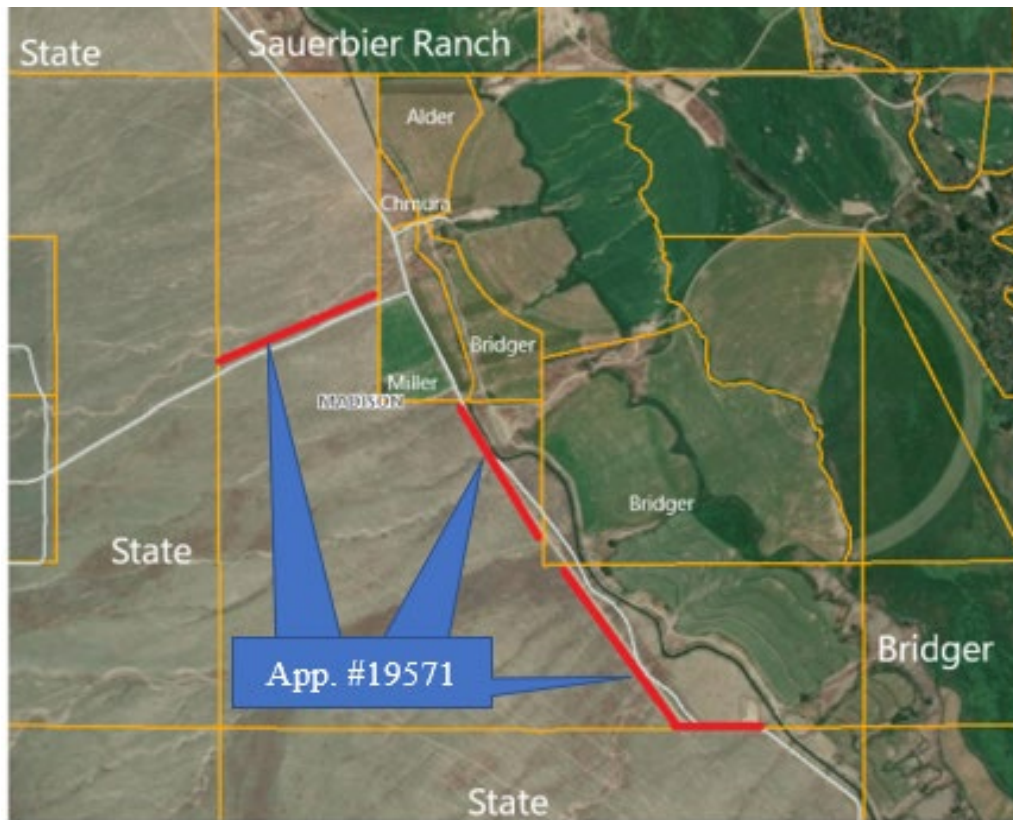 State
Sauerbier Ranch
Alder
Chmura
Bridger
Miller
MADISON
Bridger
State
Bridger
App. #19571
State